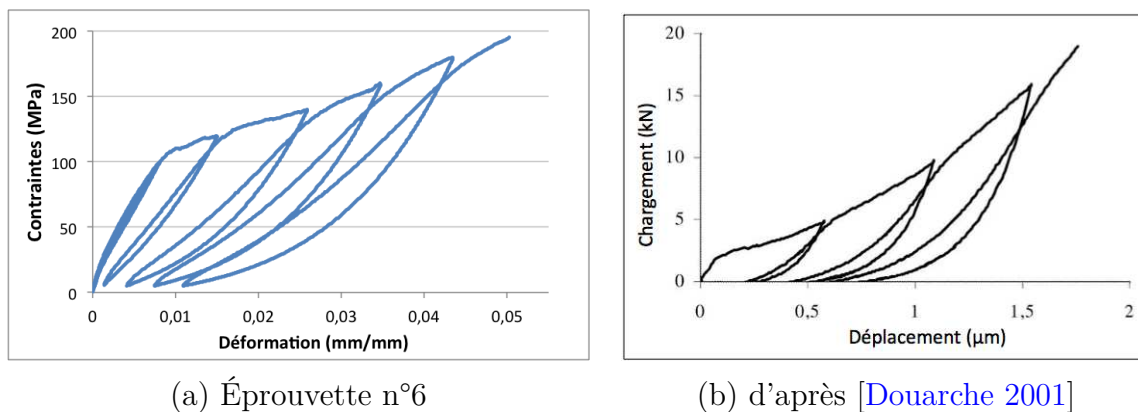 200
150
100
50
0
Contraintes (MPa)
0 0,01 0,02 0,03 0,04 0,05
Déformation (mm/mm)
(a) Éprouvette n°6
20
15
10
5
0
Chargement (kN)
0 0,5 1 1,5 2
Déplacement (µm)
(b) d'après [Douarche 2001]